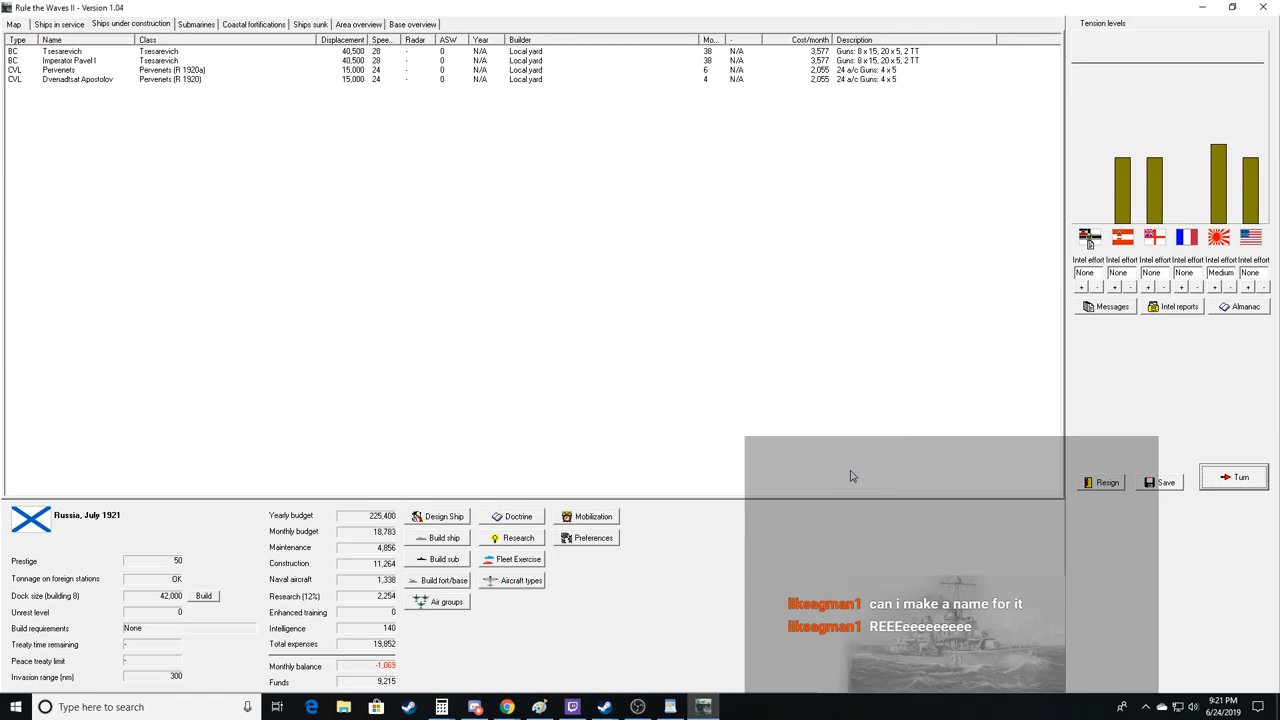 Rule the Waves II - Version 1.04
Map Ships in service Ships under construction Submarines Coastal fortifications Ships sunk Area overview Base overview
Type Name Class Displacement Spee... Radar ASW Year Builder Mo... - Cost/month Description
BC Tsesarevich Tsesarevich 40,500 28 - 0 N/A Local yard 38 N/A 3,577 Guns: 8 x 15, 20 x 5, 2 TT
BC Imperator Pavel I Tsesarevich 40,500 28 - 0 N/A Local yard 38 N/A 3,577 Guns: 8 x 15, 20 x 5, 2 TT
CVL Pervenets Pervenets (R 1920a) 15,000 24 - 0 N/A Local yard 6 N/A 2,055 24 a/c Guns: 4 x 5
CVL Dvenadtsat Apostolov Pervenets (R 1920) 15,000 24 - 0 N/A Local yard 4 N/A 2,055 24 a/c Guns: 4 x 5
Tension levels
Intel effort Intel effort Intel effort Intel effort Intel effort Intel effort
None None None None Medium None
+ - + - + - + - + - + -
Messages Intel reports Almanac
Resign Save Turn
Russia, July 1921
Prestige 50
Tonnage on foreign stations OK
Dock size (building 8) 42,000 Build
Unrest level 0
Build requirements None
Treaty time remaining -
Peace treaty limit -
Invasion range (nm) 300
Yearly budget 225,400
Monthly budget 18,783
Maintenance 4,856
Construction 11,264
Naval aircraft 1,338
Research (12%) 2,254
Enhanced training 0
Intelligence 140
Total expenses 19,852
Monthly balance -1,069
Funds 9,215
Design Ship Doctrine Mobilization
Build ship Research Preferences
Build sub Fleet Exercise
Build fort/base Aircraft types
Air groups
likeagman1 can i make a name for it
likeagman1 REEEeeeeeeeee
Type here to search
9:21 PM
6/24/2019